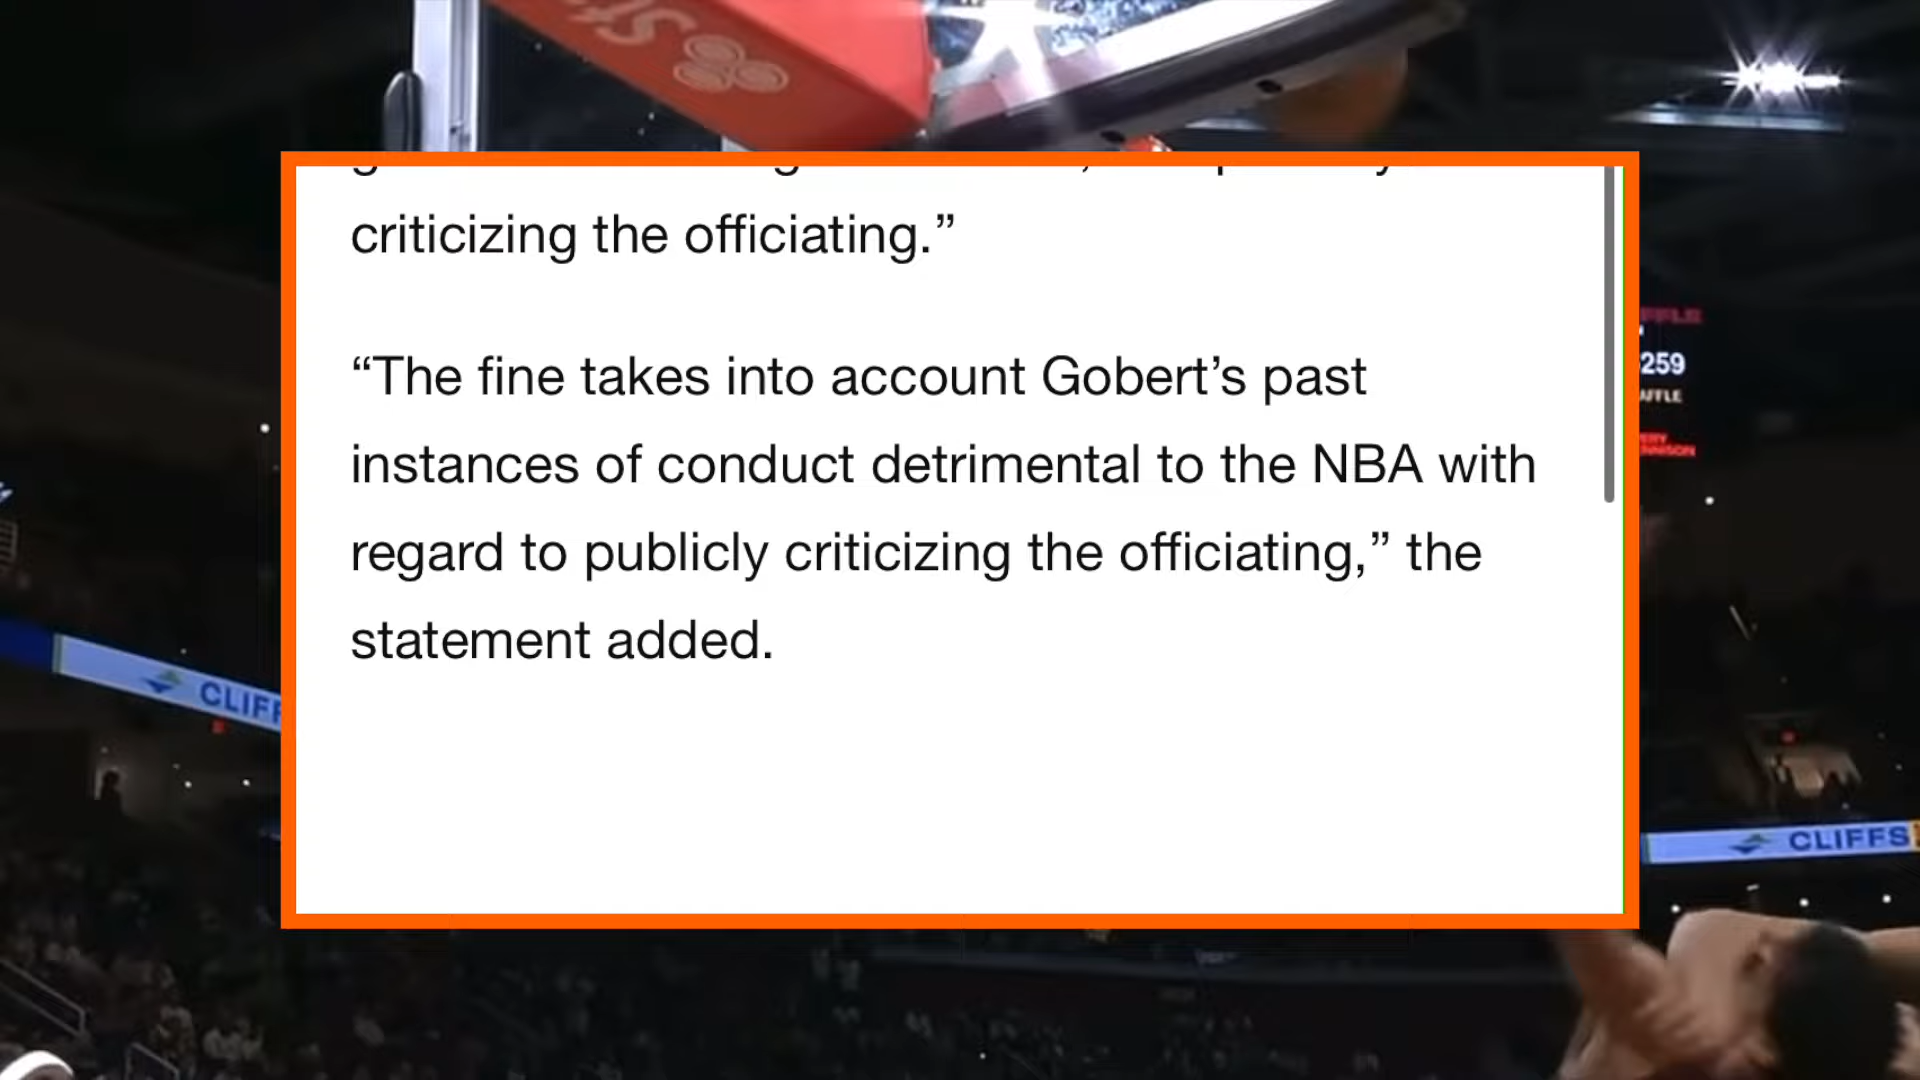 criticizing the officiating.”
“The fine takes into account Gobert’s past
instances of conduct detrimental to the NBA with
regard to publicly criticizing the officiating,” the
statement added.
259
CLIFFS